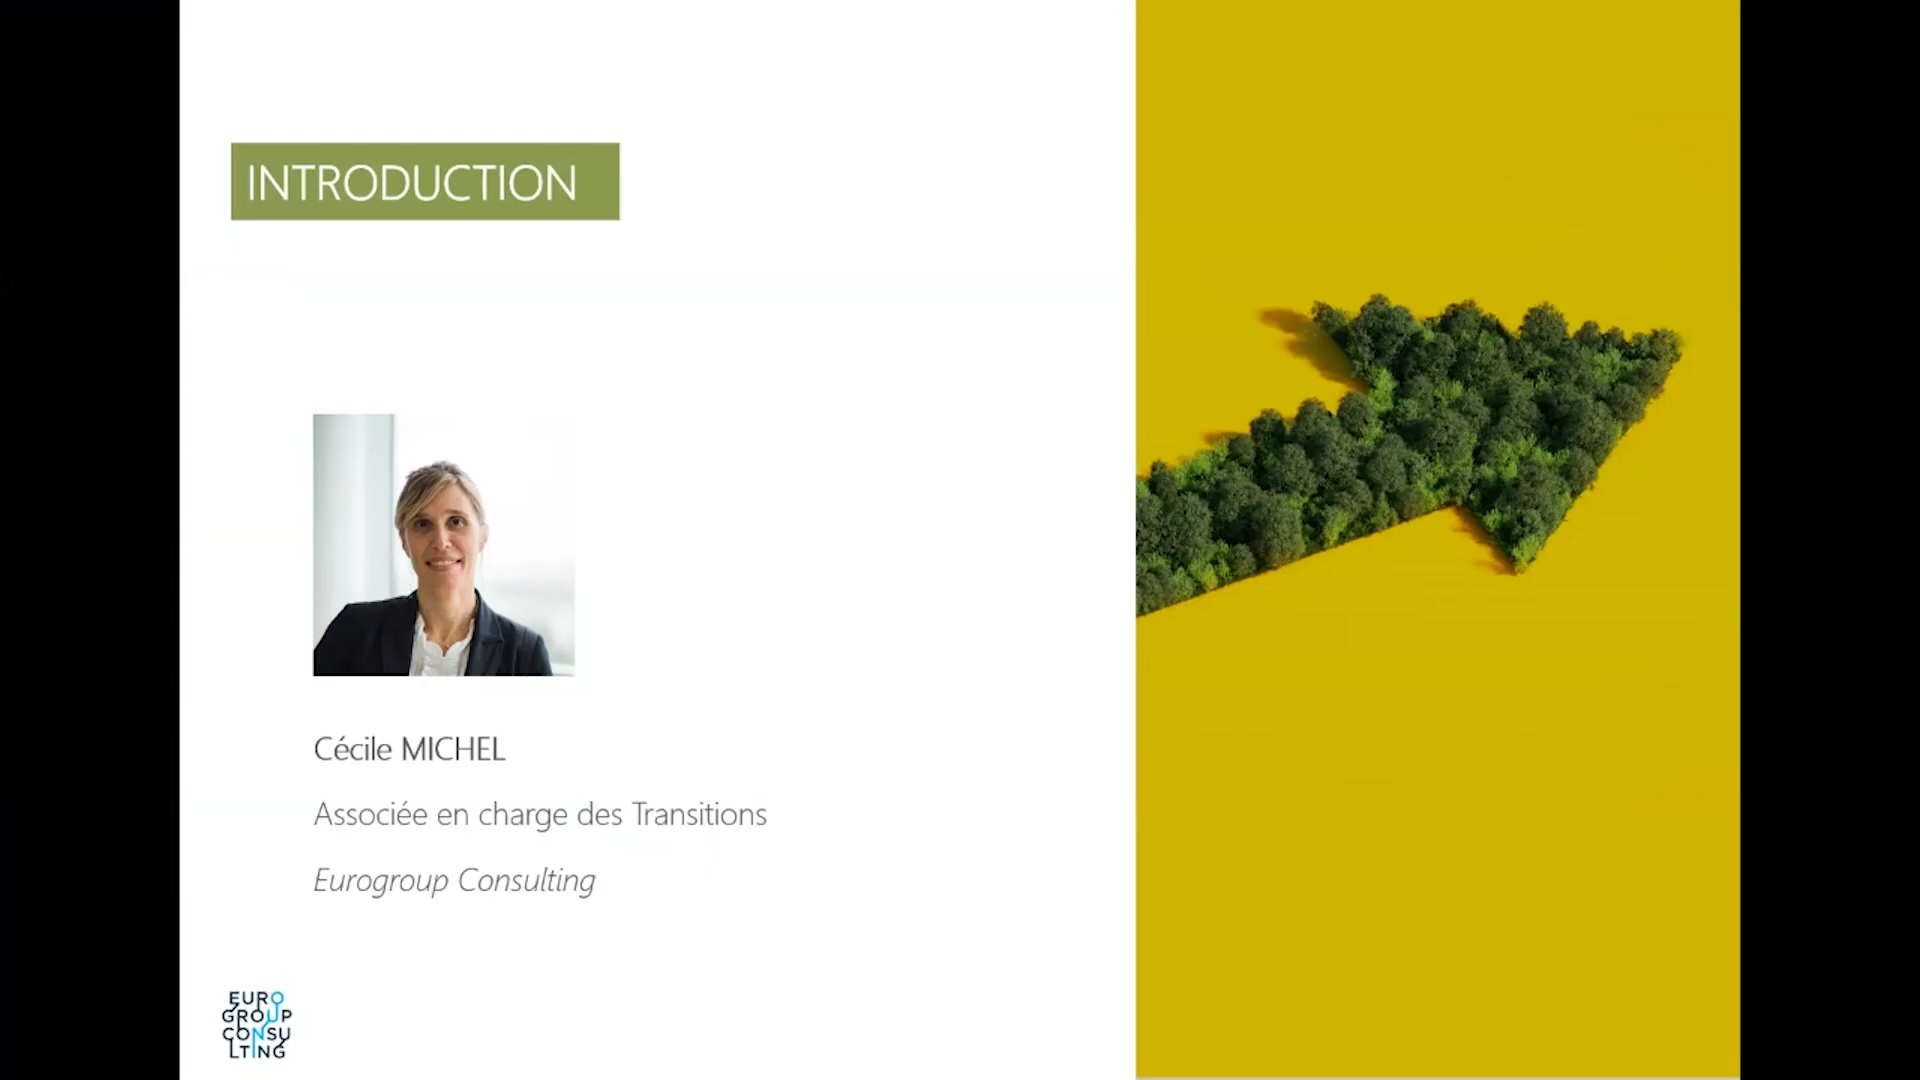 INTRODUCTION
Cécile MICHEL
Associée en charge des Transitions
Eurogroup Consulting
EURO
GROUP
CONSU
LTING